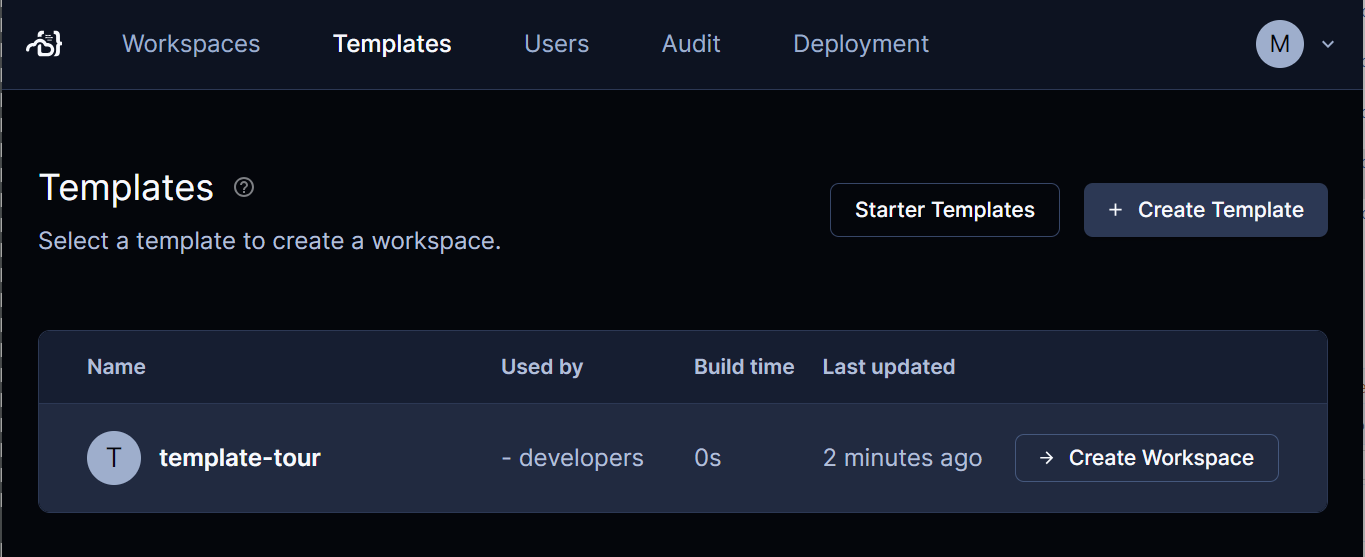 Workspaces Templates Users Audit Deployment M
Templates
Select a template to create a workspace.
Starter Templates + Create Template
Name Used by Build time Last updated
T template-tour - developers 0s 2 minutes ago → Create Workspace